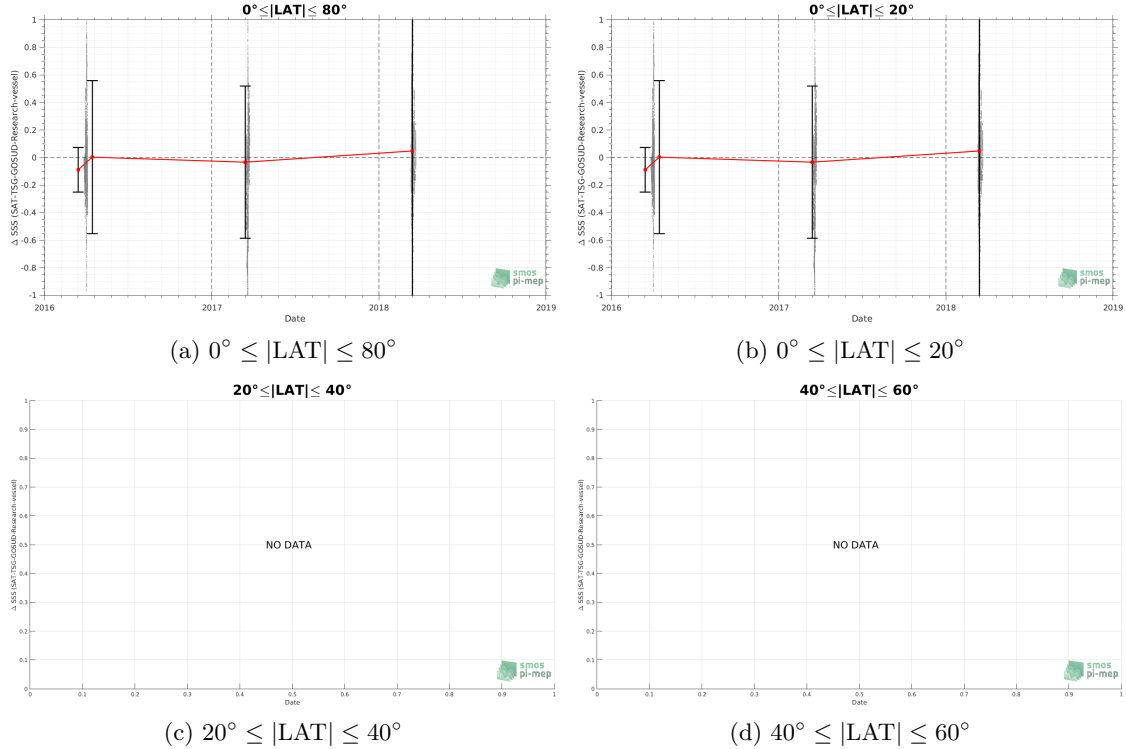 0°≤|LAT|≤ 80°
Δ SSS (SAT-TSG-GOSUD-Research-vessel)
1
0.8
0.6
0.4
0.2
0
-0.2
-0.4
-0.6
-0.8
-1
2016
2017
2018
2019
Date
smos
pi-mep
(a) 0° ≤ |LAT| ≤ 80°
0°≤|LAT|≤ 20°
Δ SSS (SAT-TSG-GOSUD-Research-vessel)
1
0.8
0.6
0.4
0.2
0
-0.2
-0.4
-0.6
-0.8
-1
2016
2017
2018
2019
Date
smos
pi-mep
(b) 0° ≤ |LAT| ≤ 20°
20°≤|LAT|≤ 40°
Δ SSS (SAT-TSG-GOSUD-Research-vessel)
1
0.9
0.8
0.7
0.6
0.5
0.4
0.3
0.2
0.1
0
NO DATA
0
0.1
0.2
0.3
0.4
0.5
0.6
0.7
0.8
0.9
1
Date
smos
pi-mep
(c) 20° ≤ |LAT| ≤ 40°
40°≤|LAT|≤ 60°
Δ SSS (SAT-TSG-GOSUD-Research-vessel)
1
0.9
0.8
0.7
0.6
0.5
0.4
0.3
0.2
0.1
0
NO DATA
0
0.1
0.2
0.3
0.4
0.5
0.6
0.7
0.8
0.9
1
Date
smos
pi-mep
(d) 40° ≤ |LAT| ≤ 60°